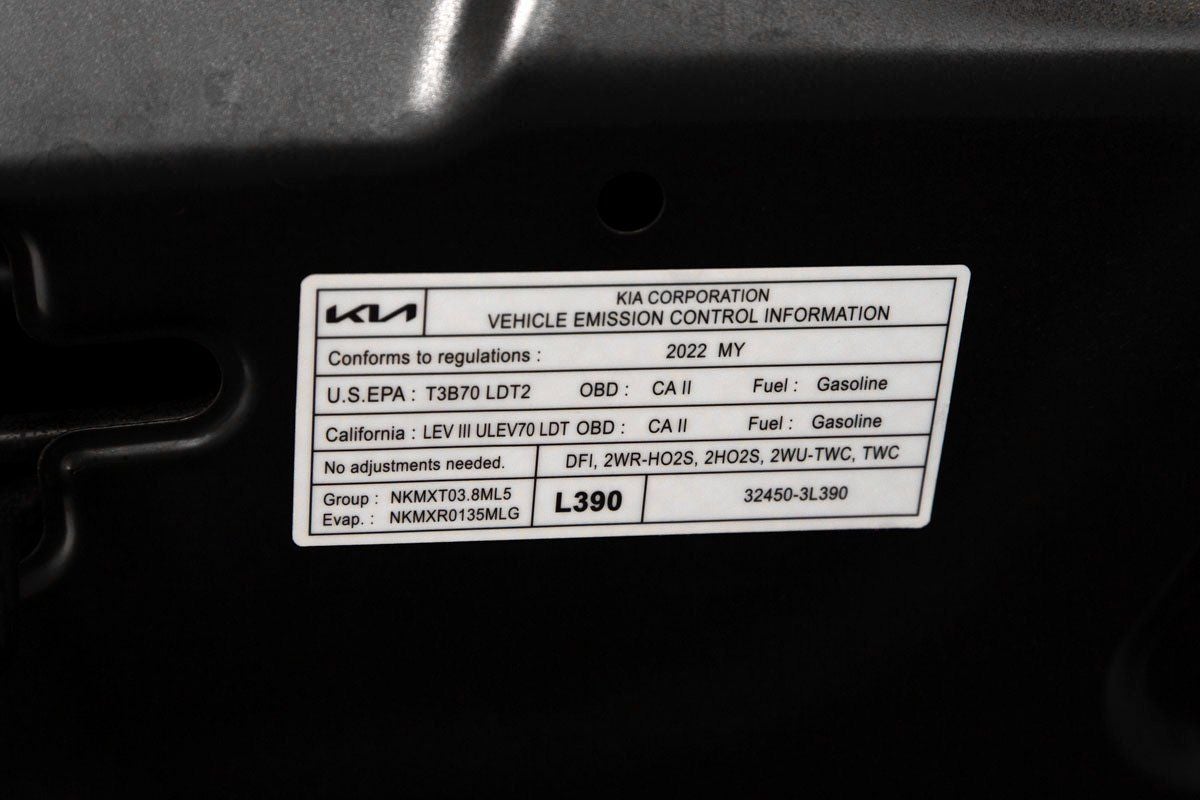 KIA
KIA CORPORATION
VEHICLE EMISSION CONTROL INFORMATION
Conforms to regulations : 2022 MY
U.S.EPA : T3B70 LDT2 OBD : CA II Fuel : Gasoline
California : LEV III ULEV70 LDT OBD : CA II Fuel : Gasoline
No adjustments needed. DFI, 2WR-HO2S, 2HO2S, 2WU-TWC, TWC
Group : NKMXT03.8ML5
Evap. : NKMXR0135MLG
L390
32450-3L390